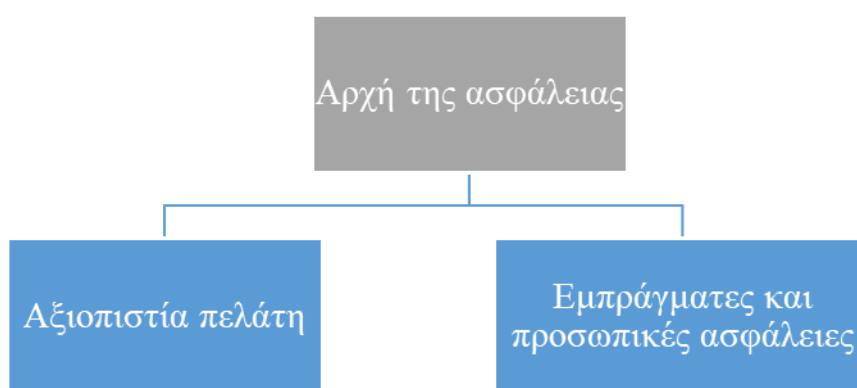 Αρχή της ασφάλειας
Αξιοπιστία πελάτη
Εμπράγματες και
προσωπικές ασφάλειες